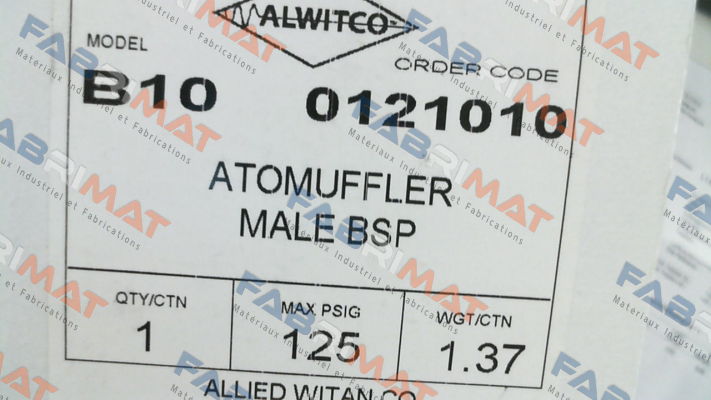 ALWITCO
MODEL
ORDER CODE
B10
0121010
ATOMUFFLER
MALE BSP
QTY/CTN
MAX PSIG
WGT/CTN
1
125
1.37
ALLIED WITAN CO
FABRIMAT
Matériaux Industriel et Fabrications